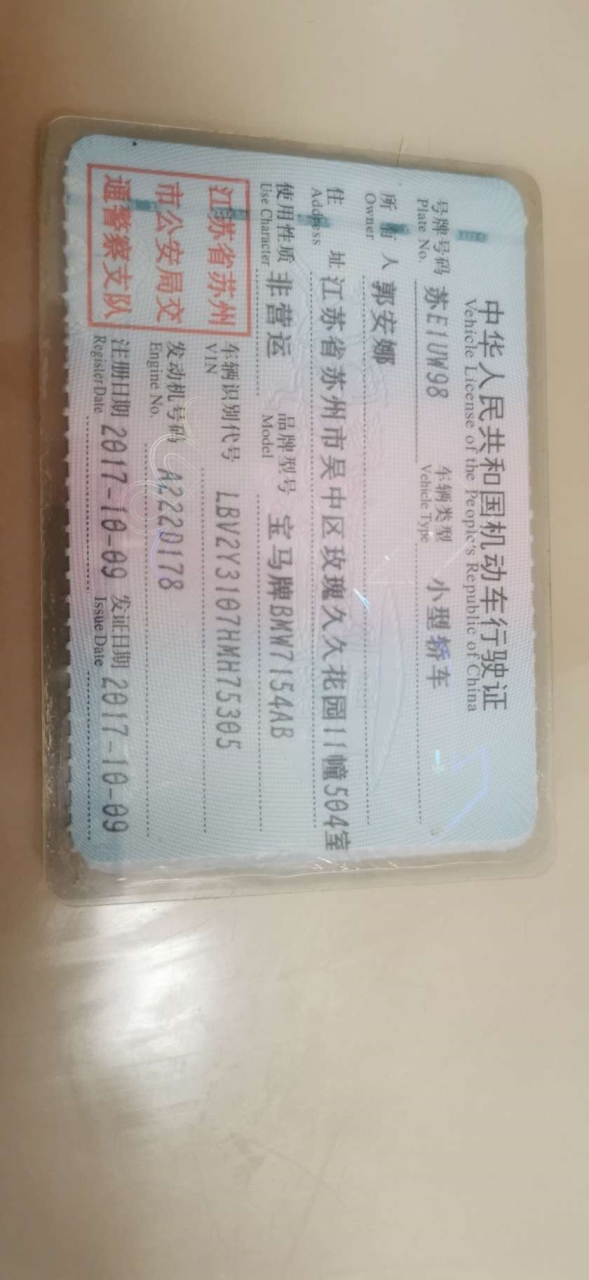 中华人民共和国机动车行驶证
Vehicle License of the People's Republic of China
号牌号码 苏E1UW98 车辆类型 小型轿车
Plate No. Vehicle Type
所有人 郭安娜
Owner
住址 江苏省苏州市吴中区玫瑰久久花园11幢504室
Address
使用性质 非营运 品牌型号 宝马牌BMW7154AB
Use Character Model
江苏省苏州
市公安局交
通警察支队
车辆识别代号 LBV2Y3107HMH75305
VIN
发动机号码 A222D178
Engine No.
注册日期 2017-10-09 发证日期 2017-10-09
Register Date Issue Date